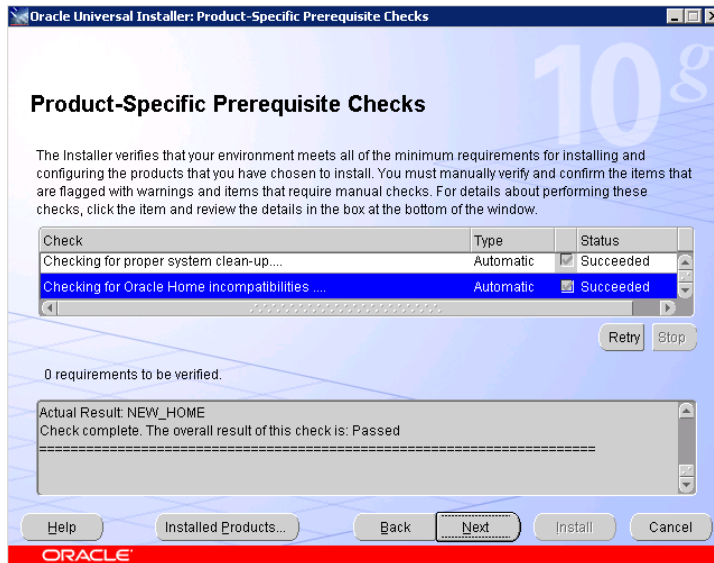 Oracle Universal Installer: Product-Specific Prerequisite Checks
10g
Product-Specific Prerequisite Checks
The Installer verifies that your environment meets all of the minimum requirements for installing and
configuring the products that you have chosen to install. You must manually verify and confirm the items that
are flagged with warnings and items that require manual checks. For details about performing these
checks, click the item and review the details in the box at the bottom of the window.
Check Type Status
Checking for proper system clean-up.... Automatic Succeeded
Checking for Oracle Home incompatibilities .... Automatic Succeeded
Retry Stop
0 requirements to be verified.
Actual Result: NEW_HOME
Check complete. The overall result of this check is: Passed
========================================================================
Help Installed Products... Back Next Install Cancel
ORACLE